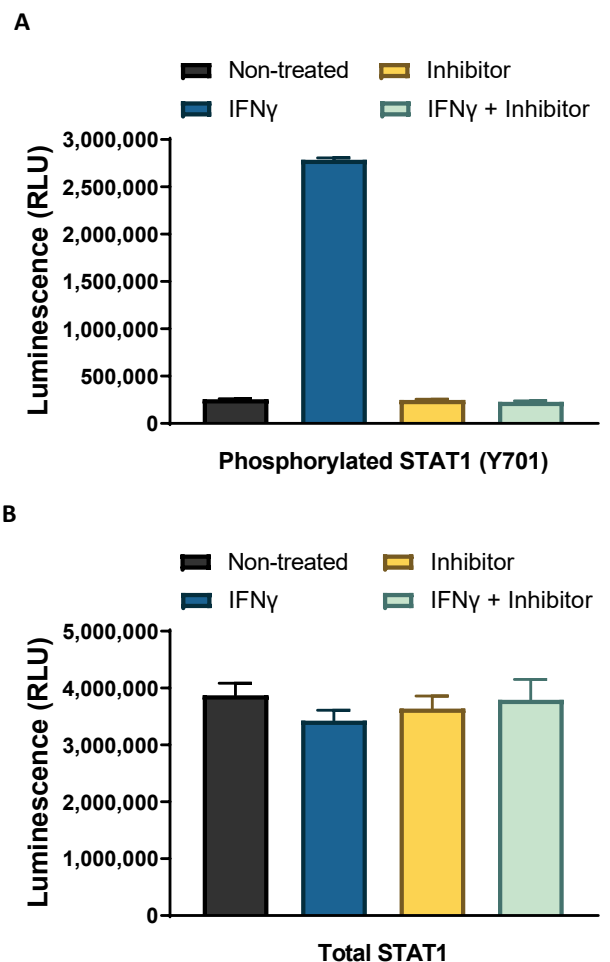 A
Non-treated Inhibitor
IFNγ IFNγ + Inhibitor
Luminescence (RLU)
3,000,000
2,500,000
2,000,000
1,500,000
1,000,000
500,000
0
Phosphorylated STAT1 (Y701)
B
Non-treated Inhibitor
IFNγ IFNγ + Inhibitor
Luminescence (RLU)
5,000,000
4,000,000
3,000,000
2,000,000
1,000,000
0
Total STAT1